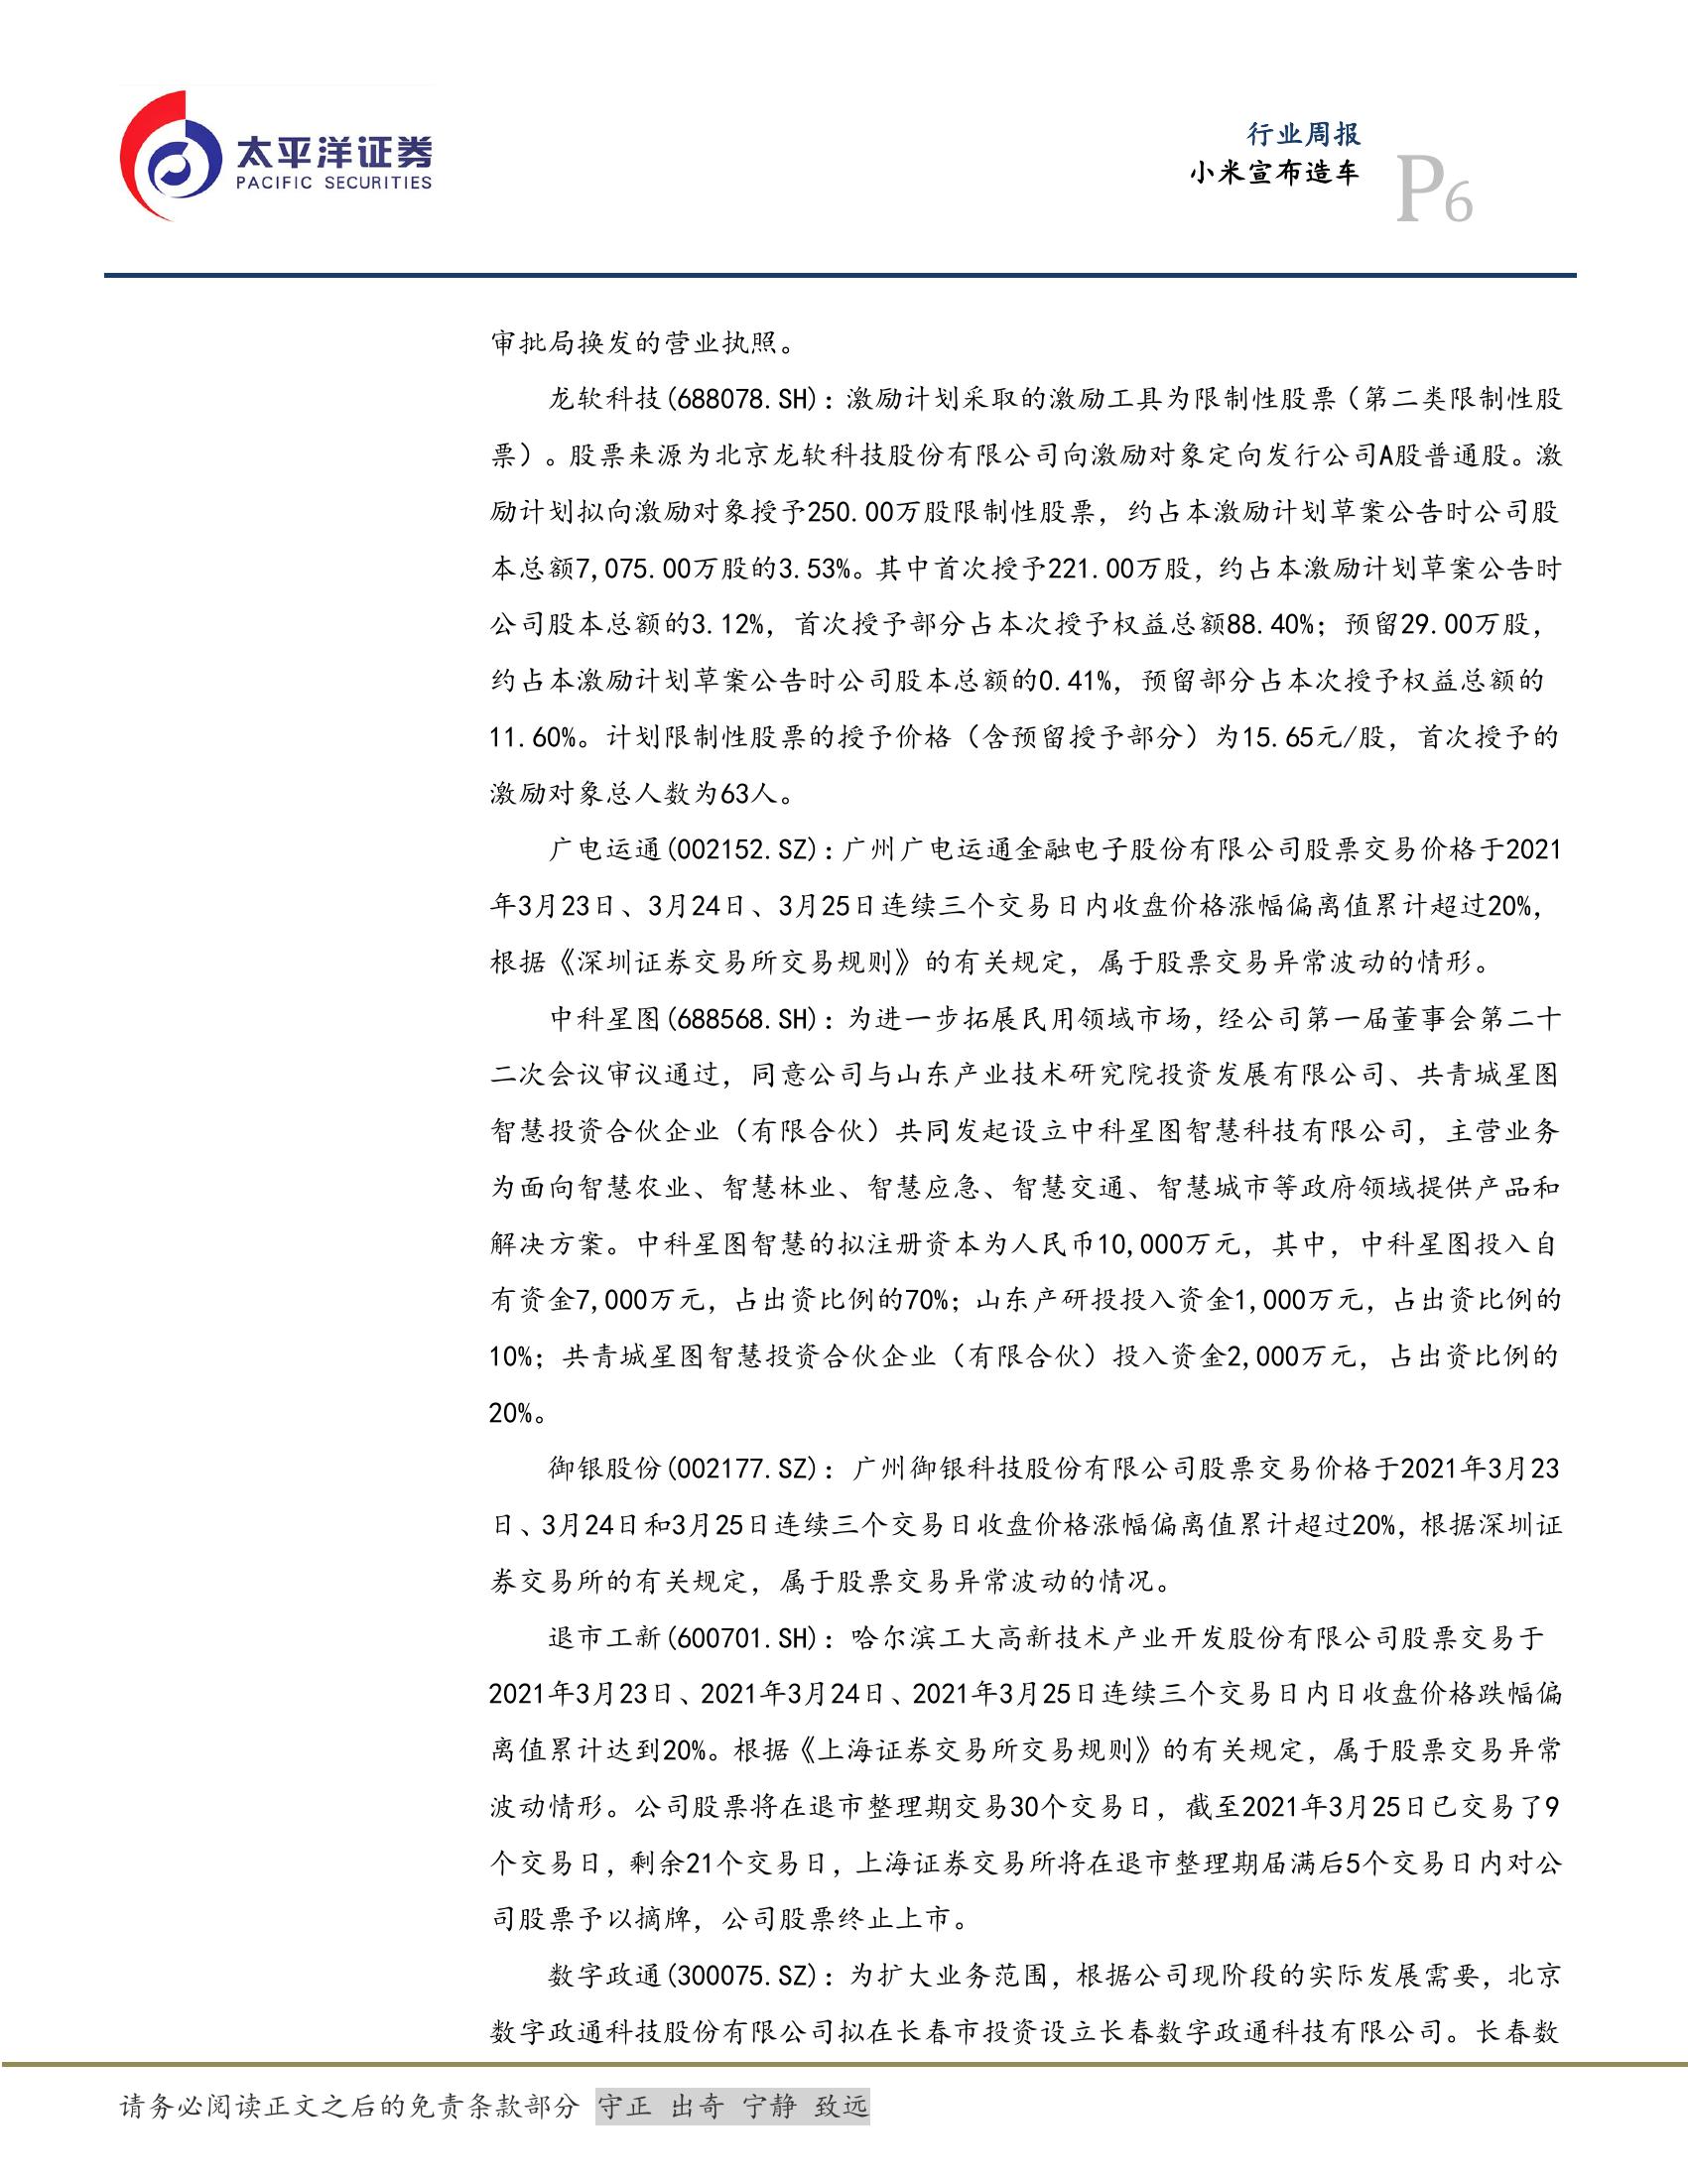 太平洋证券
PACIFIC SECURITIES
行业周报
小米宣布造车
P6
审批局换发的营业执照。
龙软科技(688078.SH)：激励计划采取的激励工具为限制性股票（第二类限制性股
票）。股票来源为北京龙软科技股份有限公司向激励对象定向发行公司A股普通股。激
励计划拟向激励对象授予250.00万股限制性股票，约占本激励计划草案公告时公司股
本总额7,075.00万股的3.53%。其中首次授予221.00万股，约占本激励计划草案公告时
公司股本总额的3.12%，首次授予部分占本次授予权益总额88.40%；预留29.00万股，
约占本激励计划草案公告时公司股本总额的0.41%，预留部分占本次授予权益总额的
11.60%。计划限制性股票的授予价格（含预留授予部分）为15.65元/股，首次授予的
激励对象总人数为63人。
广电运通(002152.SZ)：广州广电运通金融电子股份有限公司股票交易价格于2021
年3月23日、3月24日、3月25日连续三个交易日内收盘价格涨幅偏离值累计超过20%，
根据《深圳证券交易所交易规则》的有关规定，属于股票交易异常波动的情形。
中科星图(688568.SH)：为进一步拓展民用领域市场，经公司第一届董事会第二十
二次会议审议通过，同意公司与山东产业技术研究院投资发展有限公司、共青城星图
智慧投资合伙企业（有限合伙）共同发起设立中科星图智慧科技有限公司，主营业务
为面向智慧农业、智慧林业、智慧应急、智慧交通、智慧城市等政府领域提供产品和
解决方案。中科星图智慧的拟注册资本为人民币10,000万元，其中，中科星图投入自
有资金7,000万元，占出资比例的70%；山东产研投投入资金1,000万元，占出资比例的
10%；共青城星图智慧投资合伙企业（有限合伙）投入资金2,000万元，占出资比例的
20%。
御银股份(002177.SZ)：广州御银科技股份有限公司股票交易价格于2021年3月23
日、3月24日和3月25日连续三个交易日收盘价格涨幅偏离值累计超过20%，根据深圳证
券交易所的有关规定，属于股票交易异常波动的情况。
退市工新(600701.SH)：哈尔滨工大高新技术产业开发股份有限公司股票交易于
2021年3月23日、2021年3月24日、2021年3月25日连续三个交易日内日收盘价格跌幅偏
离值累计达到20%。根据《上海证券交易所交易规则》的有关规定，属于股票交易异常
波动情形。公司股票将在退市整理期交易30个交易日，截至2021年3月25日已交易了9
个交易日，剩余21个交易日，上海证券交易所将在退市整理期届满后5个交易日内对公
司股票予以摘牌，公司股票终止上市。
数字政通(300075.SZ)：为扩大业务范围，根据公司现阶段的实际发展需要，北京
数字政通科技股份有限公司拟在长春市投资设立长春数字政通科技有限公司。长春数
请务必阅读正文之后的免责条款部分 守正 出奇 宁静 致远